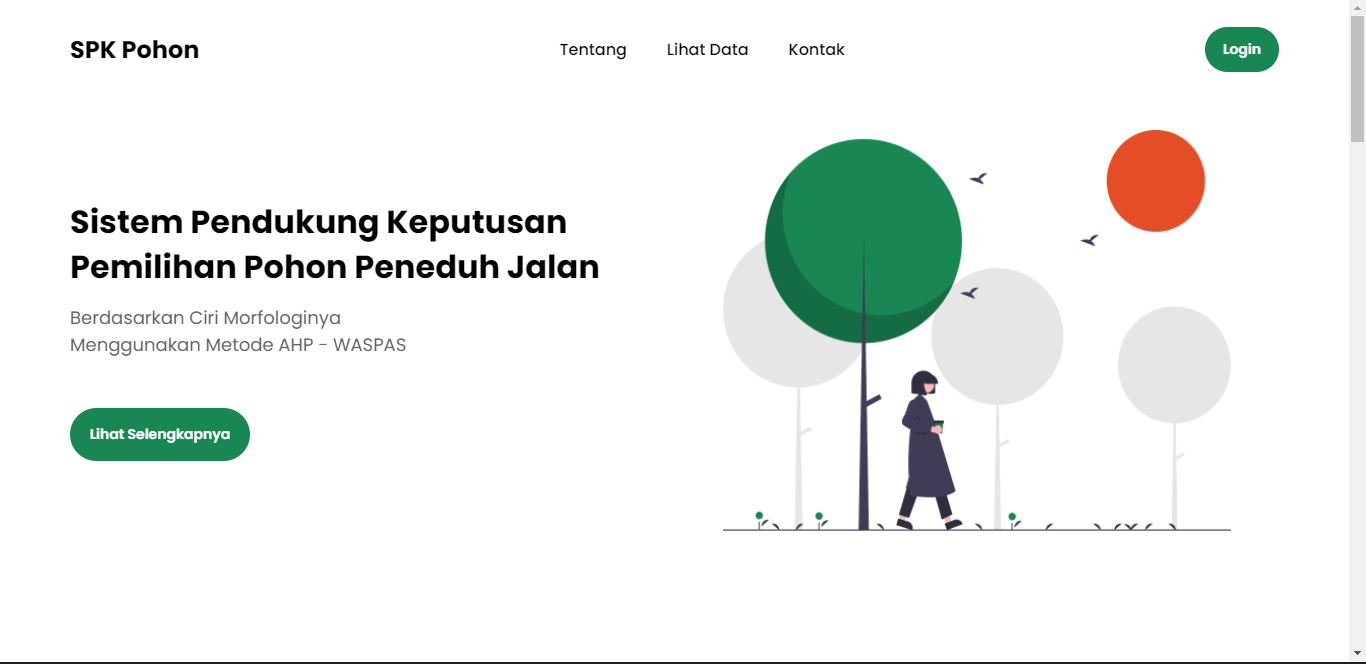 SPK Pohon
Tentang
Lihat Data
Kontak
Login
Sistem Pendukung Keputusan
Pemilihan Pohon Peneduh Jalan
Berdasarkan Ciri Morfologinya
Menggunakan Metode AHP - WASPAS
Lihat Selengkapnya